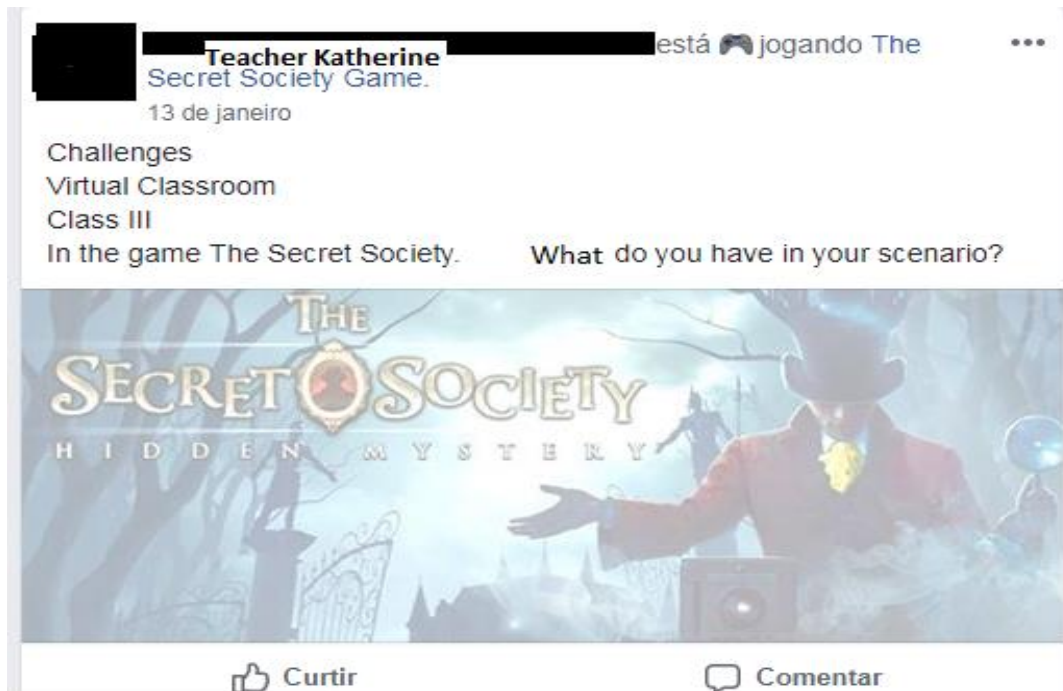 está jogando The
Teacher Katherine
Secret Society Game.
13 de janeiro
Challenges
Virtual Classroom
Class III
In the game The Secret Society. What do you have in your scenario?
THE
SECRET SOCIETY
HIDDEN MYSTERY
Curtir
Comentar